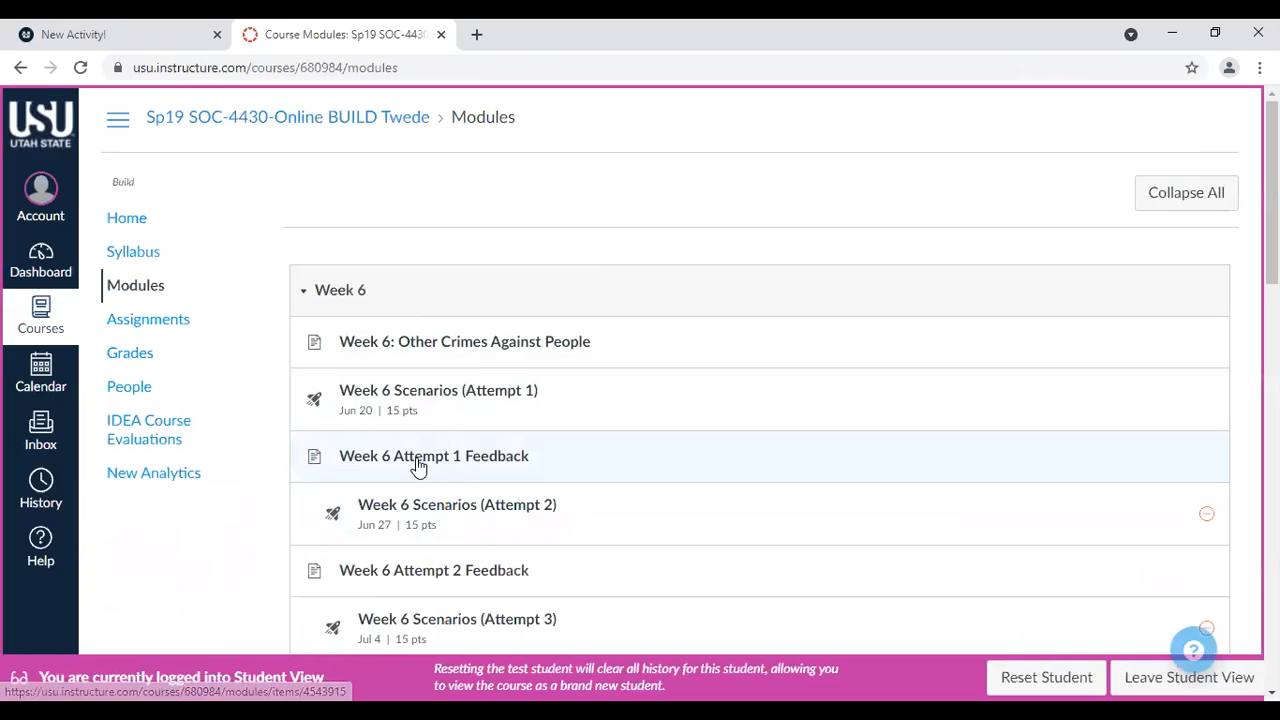 New Activity!
Course Modules: Sp19 SOC-4430
usu.instructure.com/courses/680984/modules
USU
UTAH STATE
Sp19 SOC-4430-Online BUILD Twede › Modules
Account
Dashboard
Courses
Calendar
Inbox
History
Help
Build
Home
Syllabus
Modules
Assignments
Grades
People
IDEA Course
Evaluations
New Analytics
Collapse All
Week 6
Week 6: Other Crimes Against People
Week 6 Scenarios (Attempt 1)
Jun 20 | 15 pts
Week 6 Attempt 1 Feedback
Week 6 Scenarios (Attempt 2)
Jun 27 | 15 pts
Week 6 Attempt 2 Feedback
Week 6 Scenarios (Attempt 3)
Jul 4 | 15 pts
You are currently logged into Student View
https://usu.instructure.com/courses/680984/modules/items/4543915
Resetting the test student will clear all history for this student, allowing you
to view the course as a brand new student.
Reset Student
Leave Student View